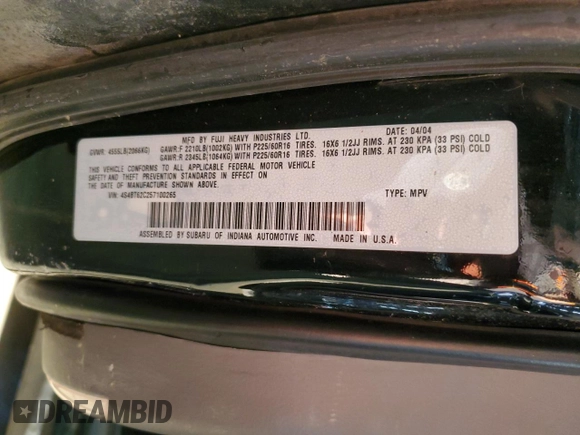 MFD BY FUJI HEAVY INDUSTRIES LTD. DATE: 04/04
GVWR: 4555LB(2066KG) GAWR:F 2210LB(1002KG) WITH P225/60R16 TIRES. 16X6 1/2JJ RIMS. AT 230 KPA (33 PSI) COLD
GAWR:R 2345LB(1064KG) WITH P225/60R16 TIRES. 16X6 1/2JJ RIMS. AT 230 KPA (33 PSI) COLD
THIS VEHICLE CONFORMS TO ALL APPLICABLE FEDERAL MOTOR VEHICLE
SAFETY AND THEFT PREVENTION STANDARDS IN EFFECT ON
THE DATE OF MANUFACTURE SHOWN ABOVE.
VIN: 4S4BT62C257100265 TYPE: MPV
ASSEMBLED BY SUBARU OF INDIANA AUTOMOTIVE INC. MADE IN U.S.A.
DREAMBID